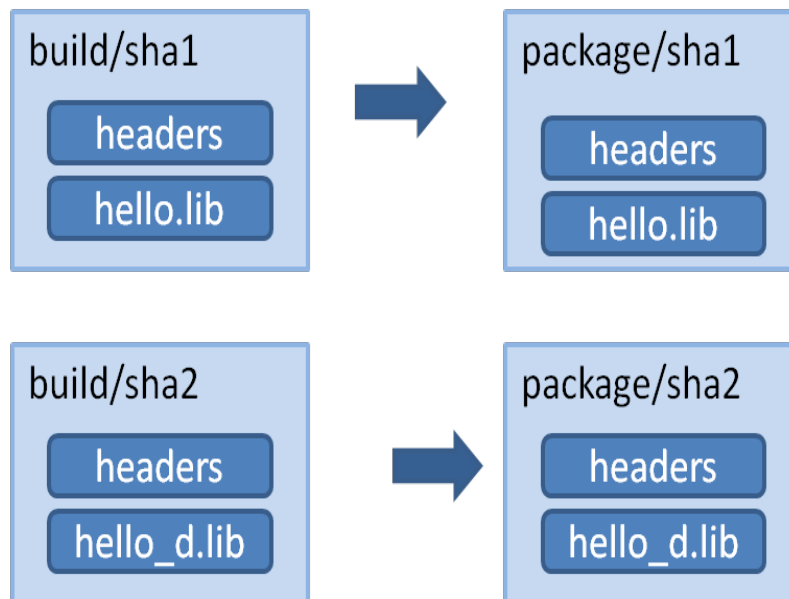 build/sha1
headers
hello.lib
package/sha1
headers
hello.lib
build/sha2
headers
hello_d.lib
package/sha2
headers
hello_d.lib